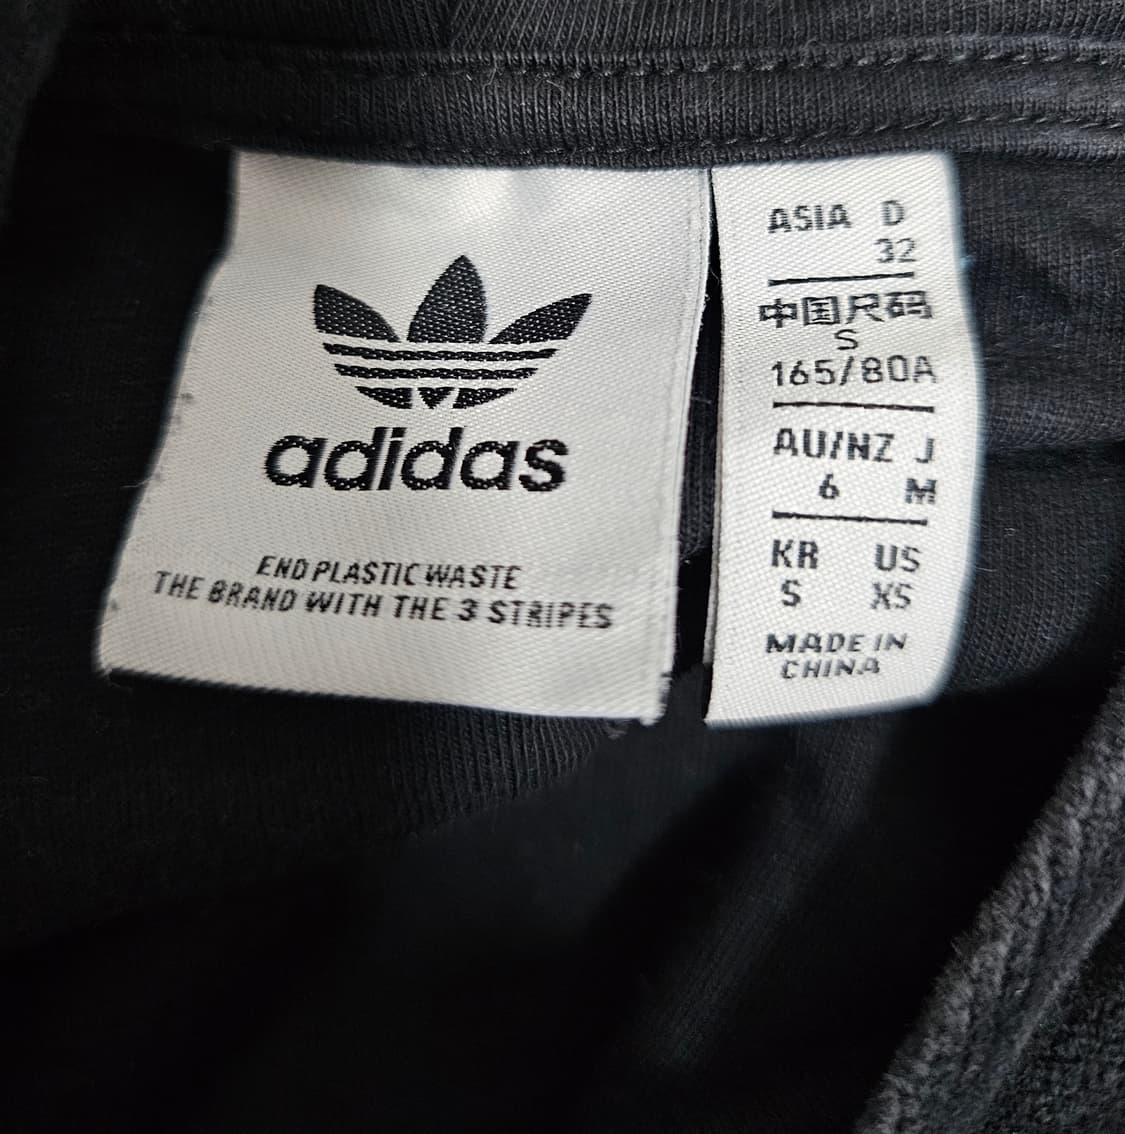 adidas
END PLASTIC WASTE
THE BRAND WITH THE 3 STRIPES
ASIA D
32
中国尺码
S
165/80A
AU/NZ J
6 M
KR US
S XS
MADE IN
CHINA